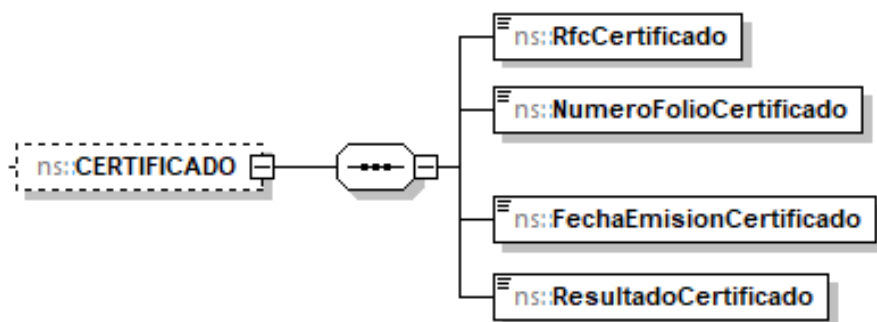 ns::RfcCertificado
ns::NumeroFolioCertificado
ns::CERTIFICADO
ns::FechaEmisionCertificado
ns::ResultadoCertificado